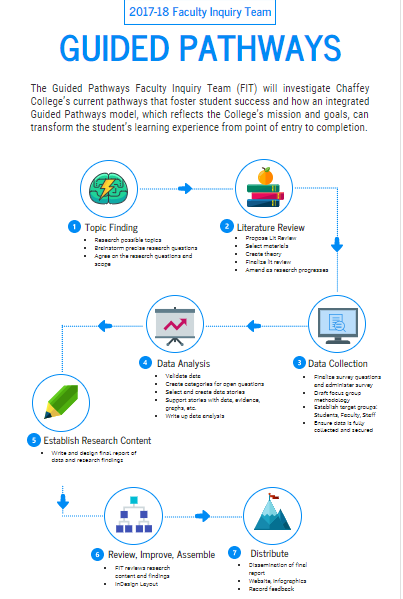 2017-18 Faculty Inquiry Team
GUIDED PATHWAYS
The Guided Pathways Faculty Inquiry Team (FIT) will investigate Chaffey
College's current pathways that foster student success and how an integrated
Guided Pathways model, which reflects the College's mission and goals, can
transform the student's learning experience from point of entry to completion.
1 Topic Finding
• Research possible topics
• Brainstorm precise research questions
• Agree on the research questions and
scope
2 Literature Review
• Propose Lit Review
• Select materials
• Create theory
• Finalize lit review
• Amend as research progresses
3 Data Collection
• Finalize survey questions
and administer survey
• Draft focus group
methodology
• Establish target groups:
Students, Faculty, Staff
• Ensure data is fully
collected and secured
4 Data Analysis
• Validate data
• Create categories for open questions
• Select and create data stories
• Support stories with data, evidence,
graphs, etc.
• Write up data analysis
5 Establish Research Content
• Write and design final report of
data and research findings
6 Review, Improve, Assemble
• FIT reviews research
content and findings
• InDesign Layout
7 Distribute
• Dissemination of final
report
• Website, Infographics
• Record feedback